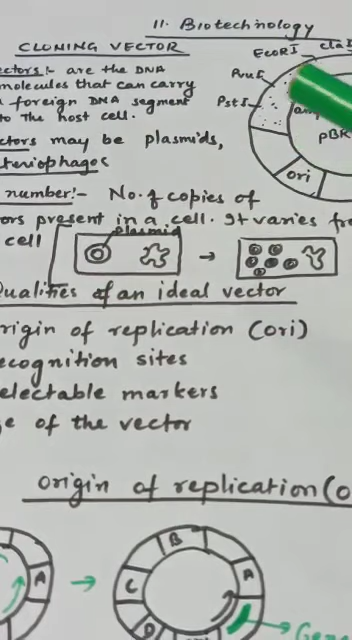 11. Biotechnology
CLONING VECTOR
EcoRI ClaI
ectors:- are the DNA
molecules that can carry
a foreign DNA segment
to the host cell.
PvuI
PstI
pBR
ori
ctors may be plasmids,
cteriophages
number:- No. of copies of
ors present in a cell. It varies fr
cell
plasmid
Qualities of an ideal vector
rigin of replication (ori)
ecognition sites
electable markers
e of the vector
origin of replication (o
A
B
A
C
D
Gene